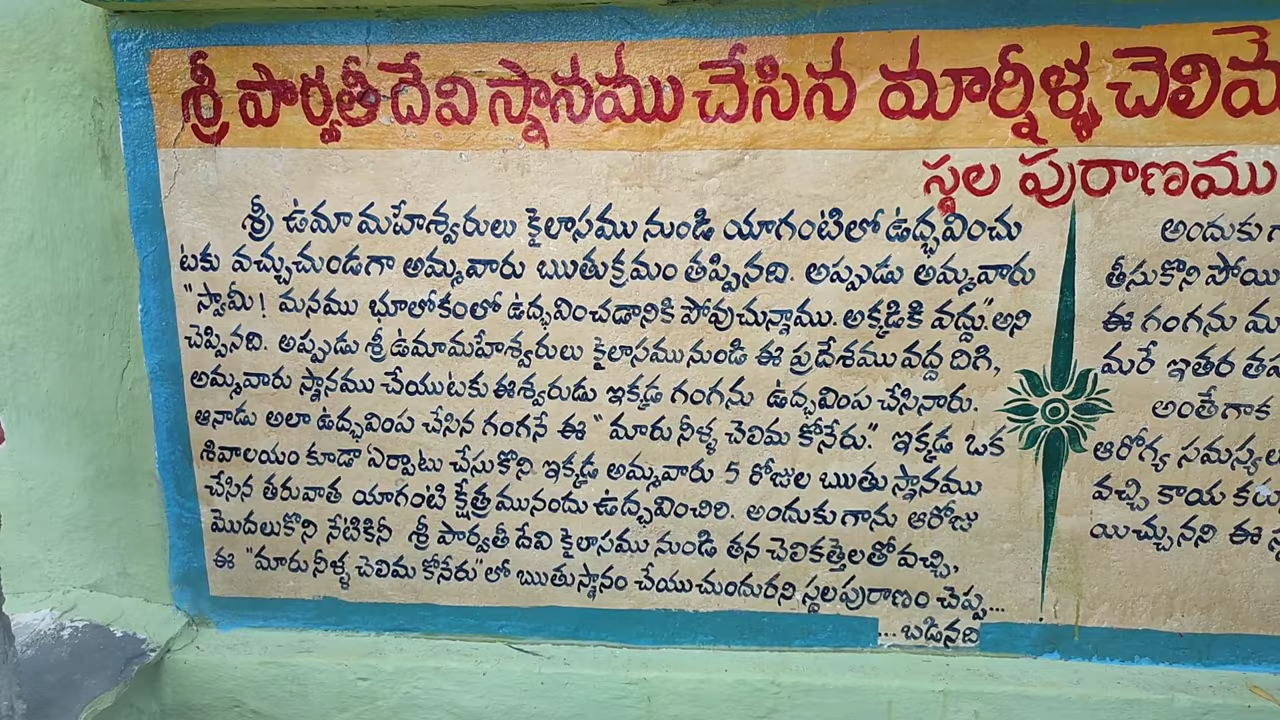 శ్రీ పార్వతీదేవి స్నానము చేసిన మార్నీళ్ళ చెలిమె
స్థల పురాణము
శ్రీ ఉమా మహేశ్వరులు కైలాసము నుండి యాగంటిలో ఉద్భవించు
టకు వచ్చుచుండగా అమ్మవారు ఋతుక్రమం తప్పినది. అప్పుడు అమ్మవారు
"స్వామీ! మనము భూలోకంలో ఉద్భవించడానికి పోవుచున్నాము. అక్కడికి వద్దు". అని
చెప్పినది. అప్పుడు శ్రీ ఉమామహేశ్వరులు కైలాసము నుండి ఈ ప్రదేశము వద్ద దిగి,
అమ్మవారు స్నానము చేయుటకు ఈశ్వరుడు ఇక్కడ గంగను ఉద్భవింప చేసినారు.
ఆనాడు అలా ఉద్భవింప చేసిన గంగనే ఈ "మారు నీళ్ళ చెలిమ కోనేరు." ఇక్కడ ఒక
శివాలయం కూడా ఏర్పాటు చేసుకొని ఇక్కడ అమ్మవారు 5 రోజుల ఋతు స్నానము
చేసిన తరువాత యాగంటి క్షేత్రమునందు ఉద్భవించిరి. అందుకు గాను ఆరోజు
మొదలుకొని నేటికినీ శ్రీ పార్వతీ దేవి కైలాసము నుండి తన చెలికత్తెలతో వచ్చి,
ఈ "మారు నీళ్ళ చెలిమ కోనేరు"లో ఋతుస్నానం చేయుచుందురని స్థలపురాణం చెప్ప...
... బడినది
అందుకు
తీసుకొని పోయి
ఈ గంగను
మరే ఇతర
అంతేగాక
ఆరోగ్య
వచ్చి కాయ
యిచ్చునని ఈ